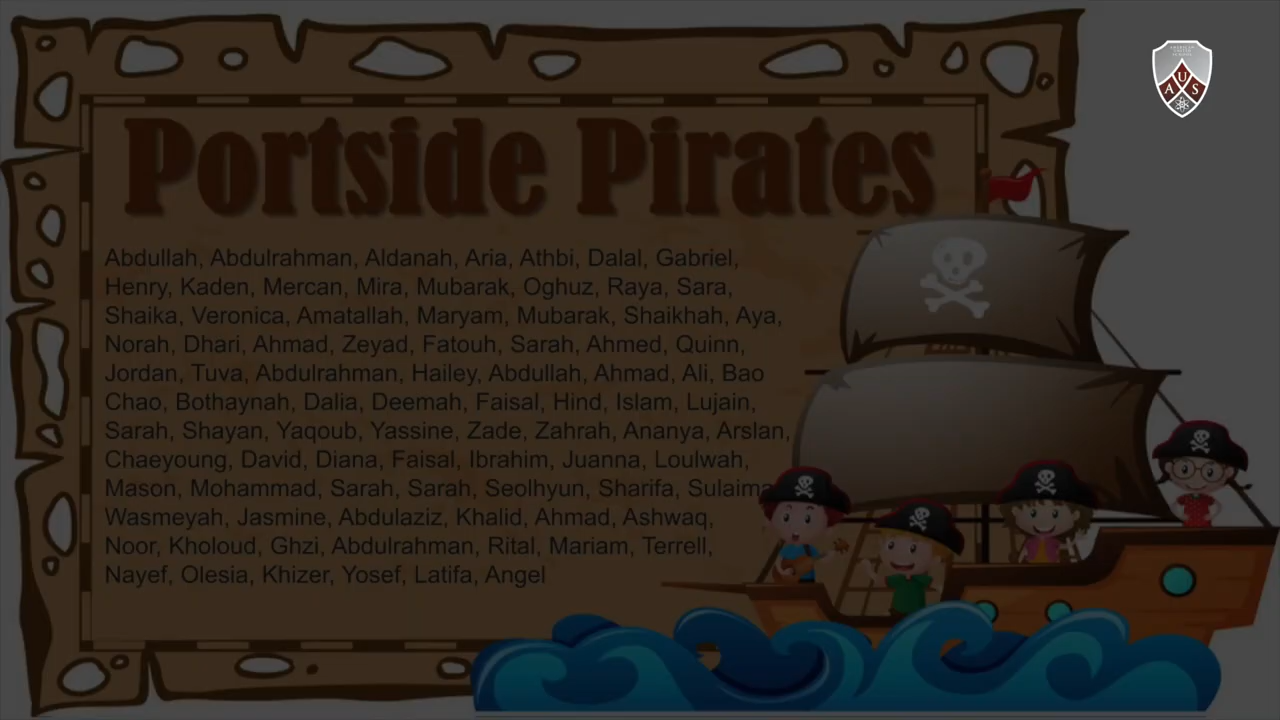 AUS
Portside Pirates
Abdullah, Abdulrahman, Aldanah, Aria, Athbi, Dalal, Gabriel,
Henry, Kaden, Mercan, Mira, Mubarak, Oghuz, Raya, Sara,
Shaika, Veronica, Amatallah, Maryam, Mubarak, Shaikhah, Aya,
Norah, Dhari, Ahmad, Zeyad, Fatouh, Sarah, Ahmed, Quinn,
Jordan, Tuva, Abdulrahman, Hailey, Abdullah, Ahmad, Ali, Bao
Chao, Bothaynah, Dalia, Deemah, Faisal, Hind, Islam, Lujain,
Sarah, Shayan, Yaqoub, Yassine, Zade, Zahrah, Ananya, Arslan,
Chaeyoung, David, Diana, Faisal, Ibrahim, Juanna, Loulwah,
Mason, Mohammad, Sarah, Sarah, Seolhyun, Sharifa, Sulaima
Wasmeyah, Jasmine, Abdulaziz, Khalid, Ahmad, Ashwaq,
Noor, Kholoud, Ghzi, Abdulrahman, Rital, Mariam, Terrell,
Nayef, Olesia, Khizer, Yosef, Latifa, Angel